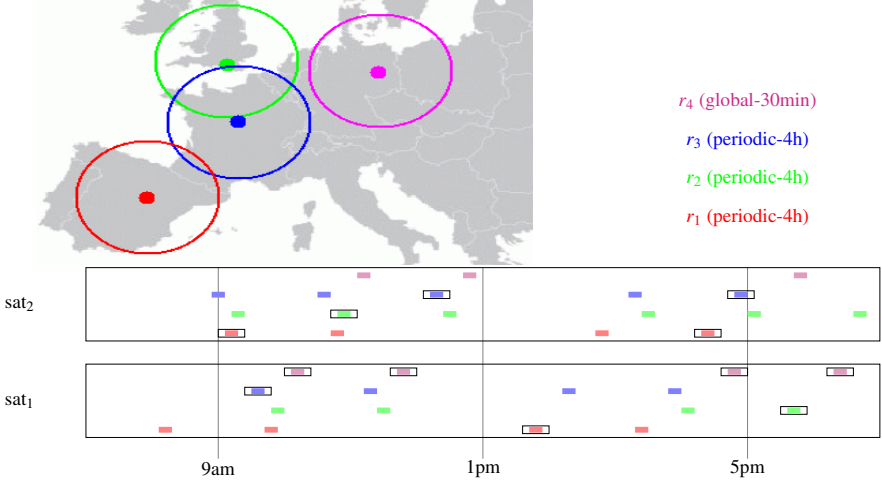 r4 (global-30min)
r3 (periodic-4h)
r2 (periodic-4h)
r1 (periodic-4h)
sat2
sat1
9am 1pm 5pm